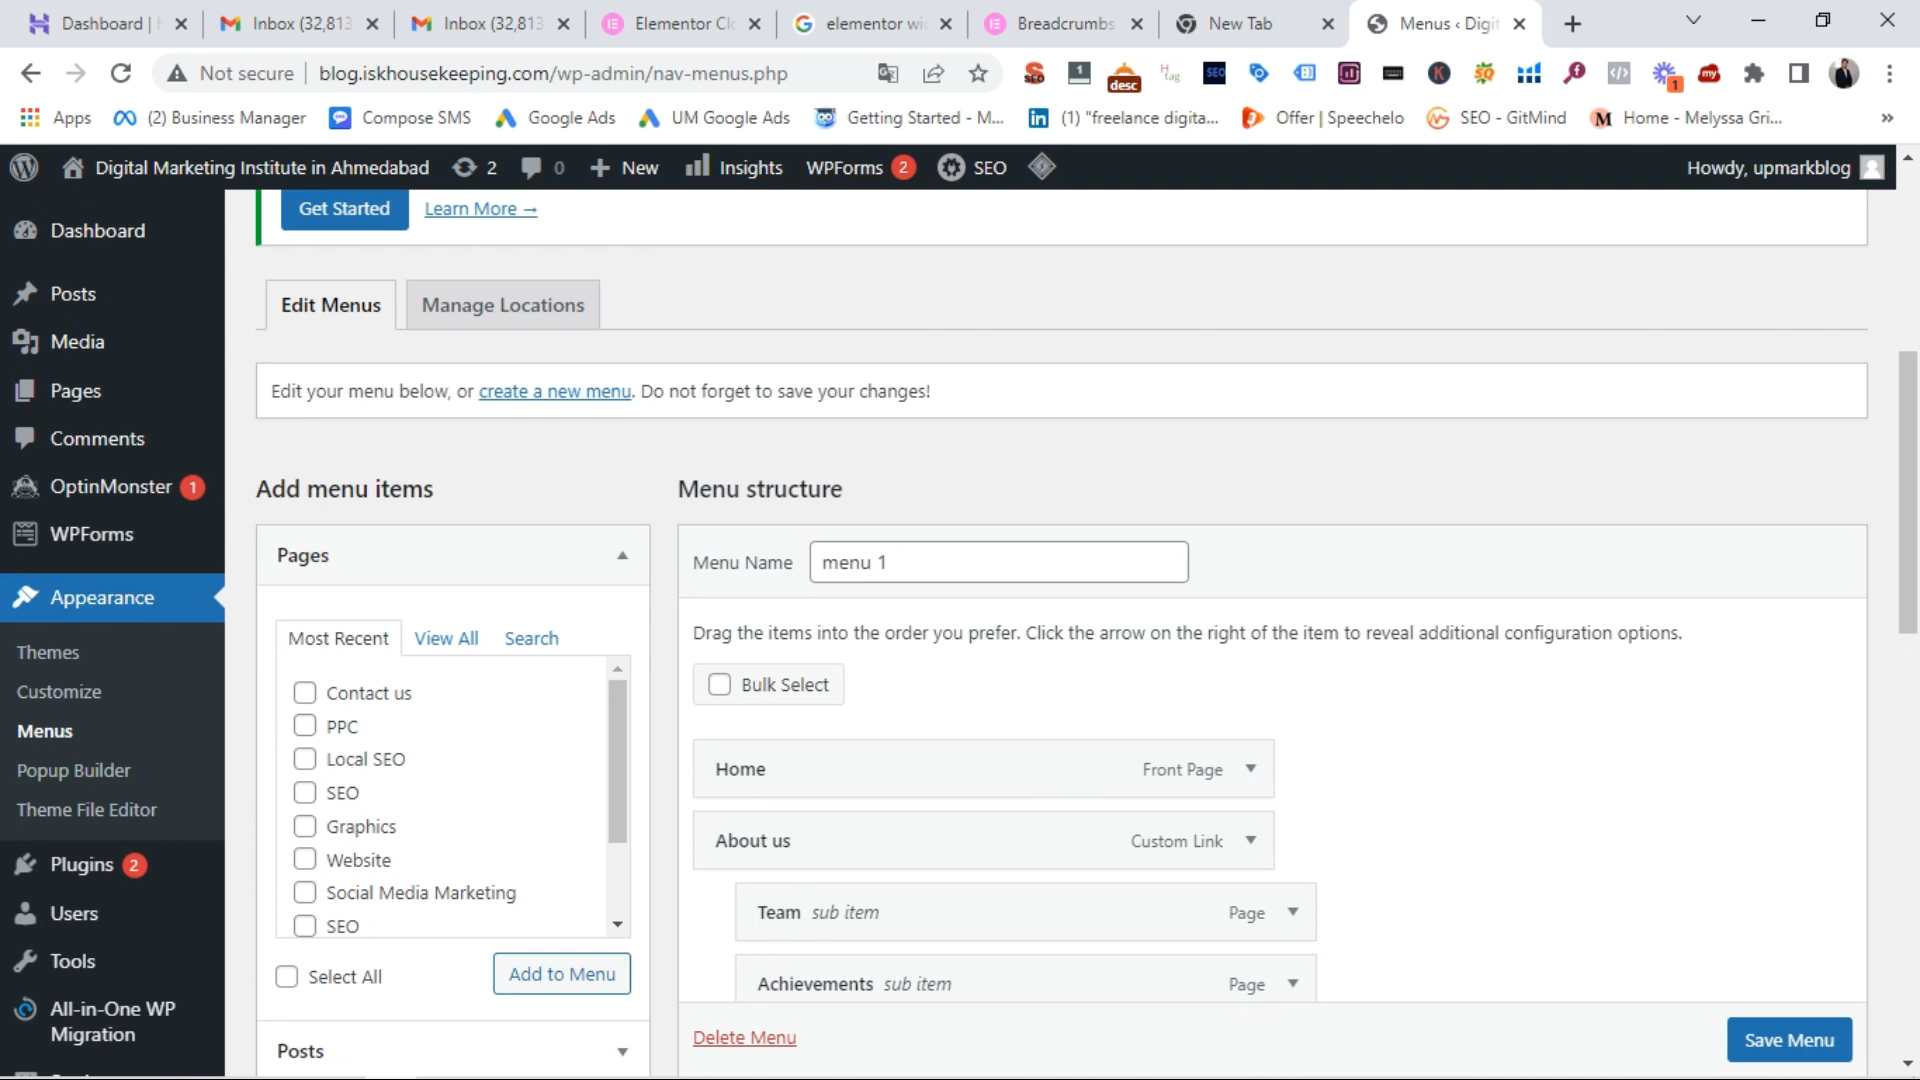 Dashboard | h
Inbox (32,813
Inbox (32,813
Elementor Clo
elementor wi
Breadcrumbs
New Tab
Menus ‹ Digit
Not secure
blog.iskhousekeeping.com/wp-admin/nav-menus.php
SEO
1
desc
H
tag
SEO
K
</>
1
my
Apps
(2) Business Manager
Compose SMS
Google Ads
UM Google Ads
Getting Started - M...
(1) "freelance digita...
Offer | Speechelo
SEO - GitMind
M
Home - Melyssa Gri...
»
Digital Marketing Institute in Ahmedabad
2
0
New
Insights
WPForms 2
SEO
Howdy, upmarkblog
Get Started
Learn More →
Dashboard
Posts
Media
Pages
Comments
OptinMonster 1
WPForms
Appearance
Themes
Customize
Menus
Popup Builder
Theme File Editor
Plugins 2
Users
Tools
All-in-One WP
Migration
Edit Menus
Manage Locations
Edit your menu below, or create a new menu. Do not forget to save your changes!
Add menu items
Pages
Most Recent
View All
Search
Contact us
PPC
Local SEO
SEO
Graphics
Website
Social Media Marketing
SEO
Select All
Add to Menu
Posts
Menu structure
Menu Name
menu 1
Drag the items into the order you prefer. Click the arrow on the right of the item to reveal additional configuration options.
Bulk Select
Home
Front Page
About us
Custom Link
Team sub item
Page
Achievements sub item
Page
Delete Menu
Save Menu